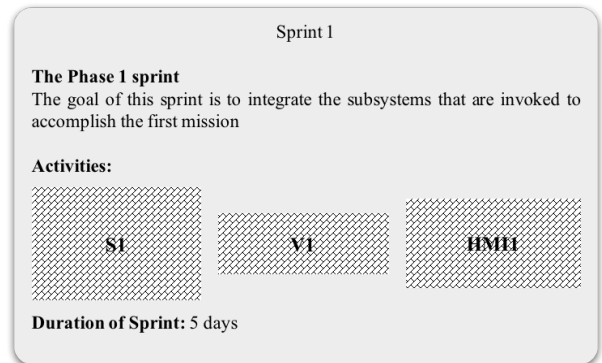 Sprint 1
The Phase 1 sprint
The goal of this sprint is to integrate the subsystems that are invoked to
accomplish the first mission
Activities:
S1 V1 HMI1
Duration of Sprint: 5 days